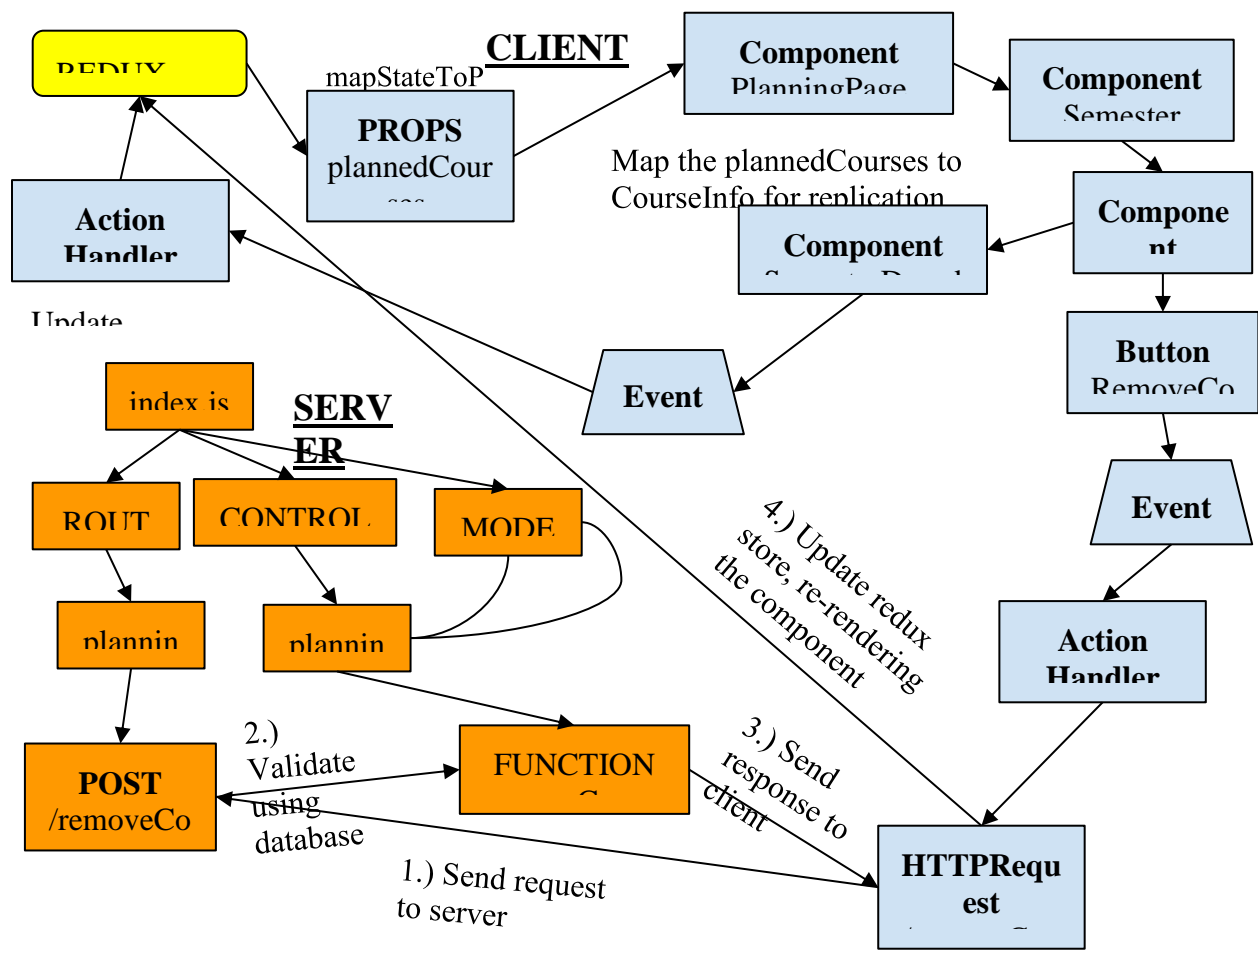 REDUX
CLIENT
mapStateToP
PROPS
plannedCour
ses
Component
PlanningPage
Component
Semester
Map the plannedCourses to
CourseInfo for replication
Action
Handler
Component
Compone
nt
Update
Button
RemoveCo
Event
index.js
SERV
ER
Event
ROUT
CONTROL
MODE
4.) Update redux
store, re-rendering
the component
plannin
plannin
Action
Handler
POST
/removeCo
2.)
Validate
using
database
FUNCTION
3.) Send
response to
client
1.) Send request
to server
HTTPRequ
est